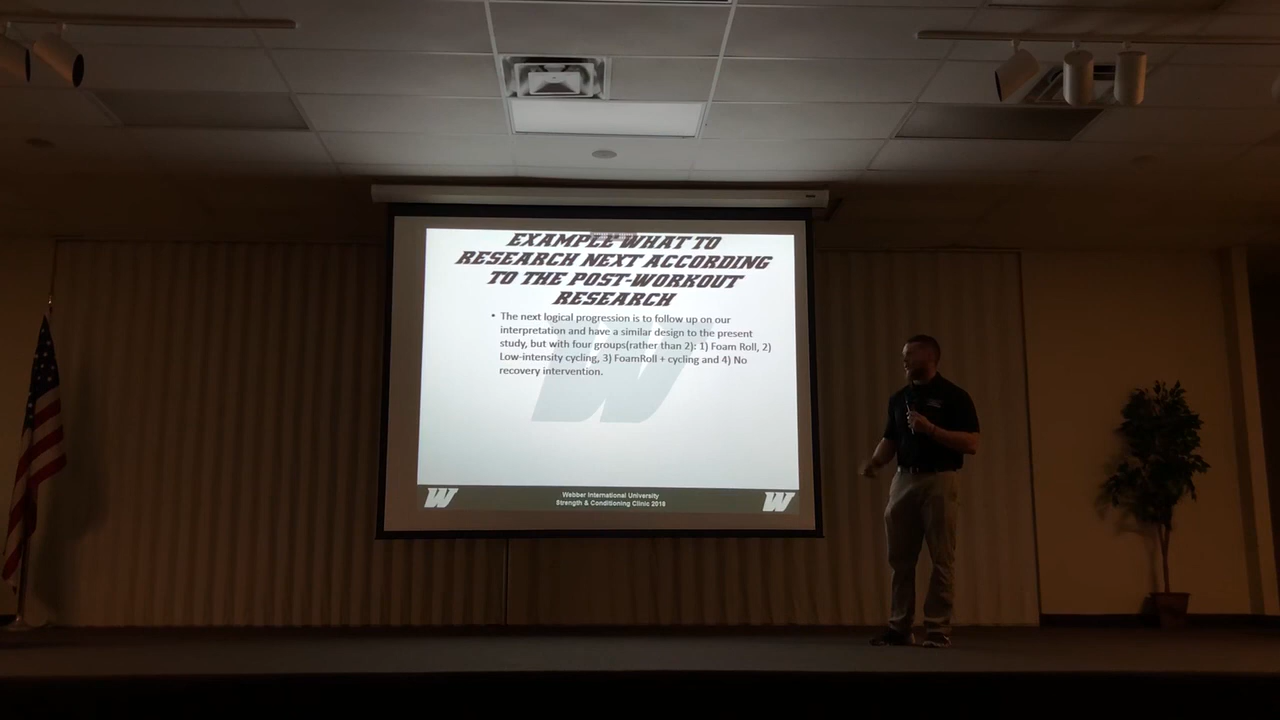 EXAMPLE WHAT TO
RESEARCH NEXT ACCORDING
TO THE POST-WORKOUT
RESEARCH
• The next logical progression is to follow up on our
interpretation and have a similar design to the present
study, but with four groups(rather than 2): 1) Foam Roll, 2)
Low-intensity cycling, 3) FoamRoll + cycling and 4) No
recovery intervention.
W
W
Webber International University
Strength & Conditioning Clinic 2018
W